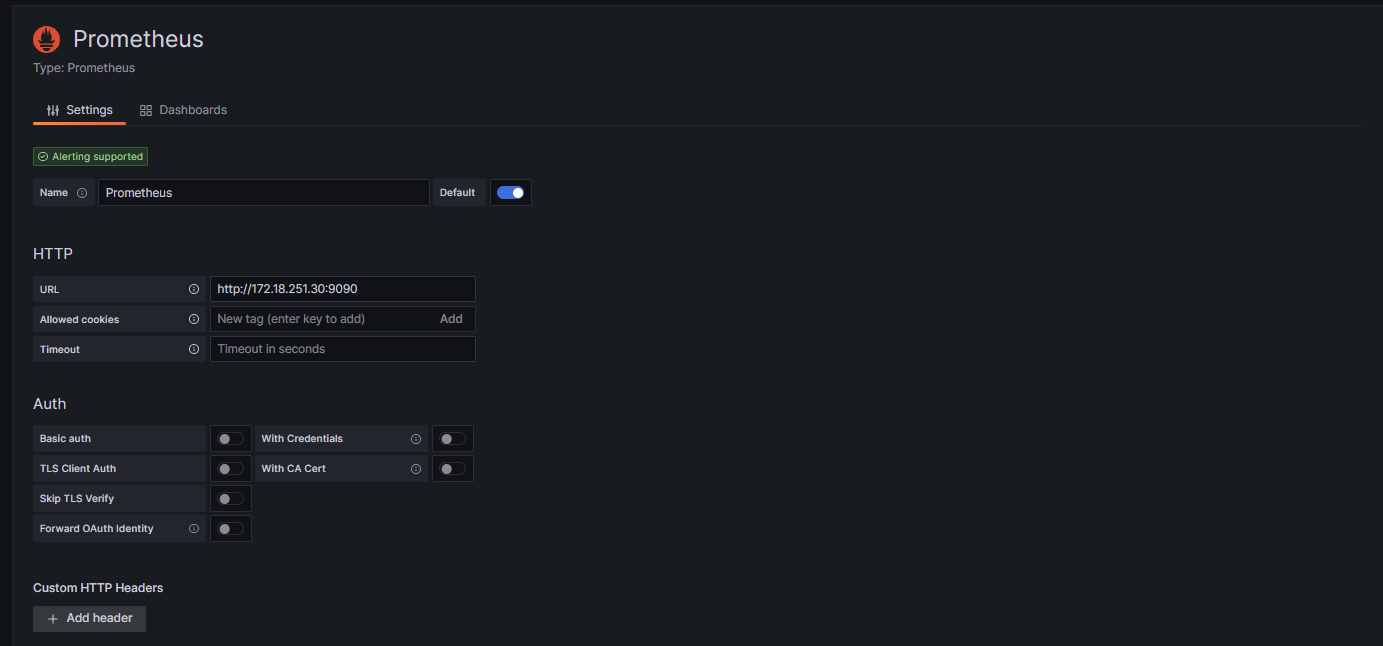 Prometheus
Type: Prometheus
Settings Dashboards
Alerting supported
Name Prometheus Default
HTTP
URL http://172.18.251.30:9090
Allowed cookies New tag (enter key to add) Add
Timeout Timeout in seconds
Auth
Basic auth With Credentials
TLS Client Auth With CA Cert
Skip TLS Verify
Forward OAuth Identity
Custom HTTP Headers
+ Add header